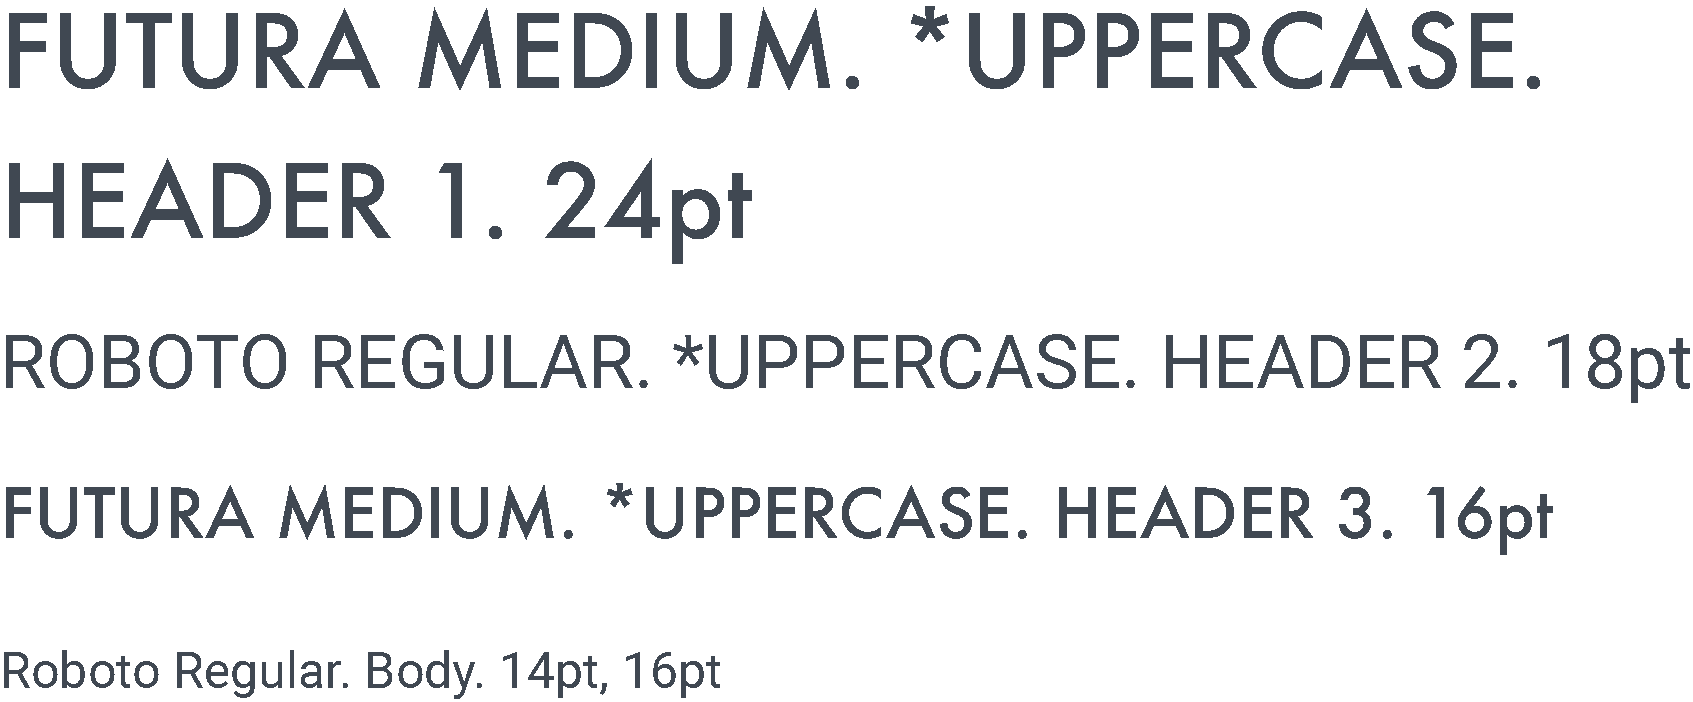 FUTURA MEDIUM. *UPPERCASE.
HEADER 1. 24pt
ROBOTO REGULAR. *UPPERCASE. HEADER 2. 18pt
FUTURA MEDIUM. *UPPERCASE. HEADER 3. 16pt
Roboto Regular. Body. 14pt, 16pt